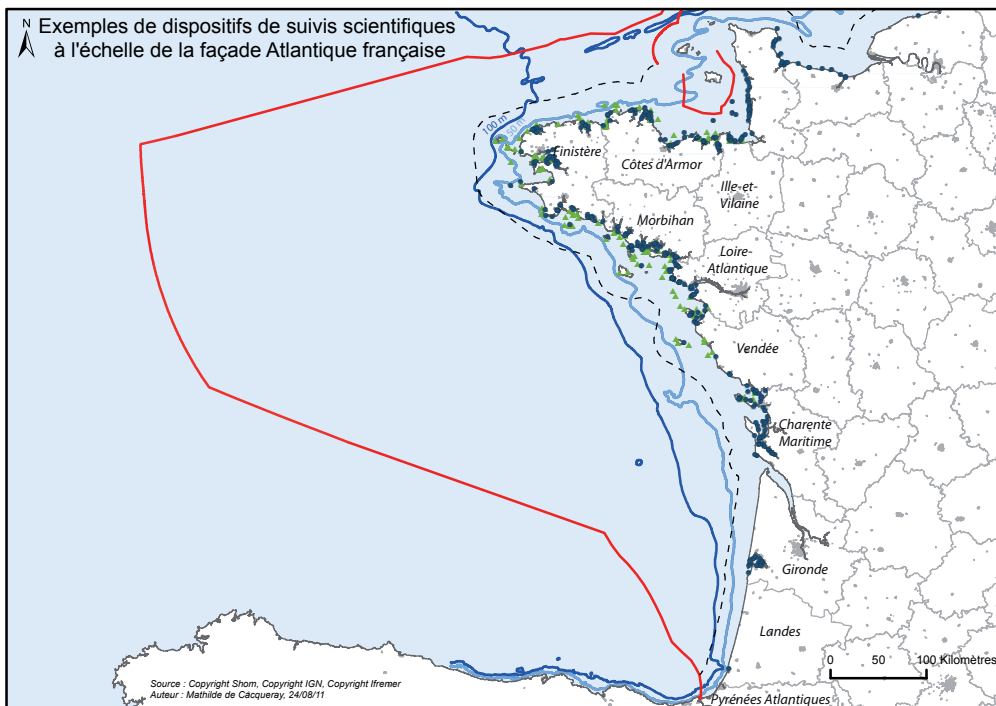 N
Exemples de dispositifs de suivis scientifiques
à l'échelle de la façade Atlantique française
100 m
50 m
Finistère
Côtes d'Armor
Ille-et-
Vilaine
Morbihan
Loire-
Atlantique
Vendée
Charente
Maritime
Gironde
Landes
0 50 100 Kilomètres
Source : Copyright Shom, Copyright IGN, Copyright Ifremer
Auteur : Mathilde de Cacqueray, 24/08/11
Pyrénées Atlantiques